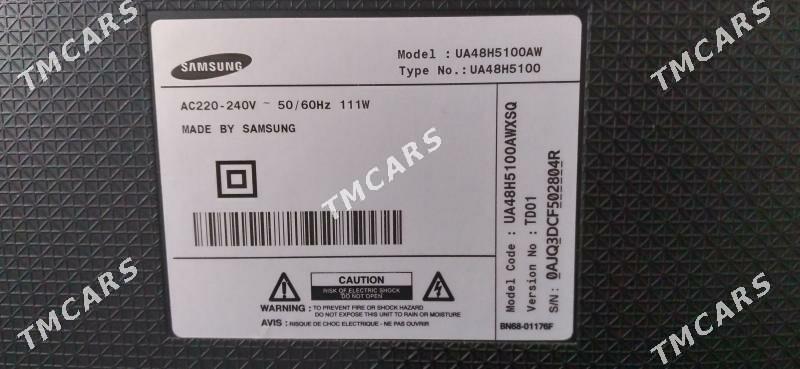 SAMSUNG
Model : UA48H5100AW
Type No.: UA48H5100
AC220-240V ~ 50/60Hz 111W
MADE BY SAMSUNG
CAUTION
RISK OF ELECTRIC SHOCK
DO NOT OPEN
WARNING : TO PREVENT FIRE OR SHOCK HAZARD
DO NOT EXPOSE THIS UNIT TO RAIN OR MOISTURE
AVIS : RISQUE DE CHOC ELECTRIQUE - NE PAS OUVRIR
Model Code : UA48H5100AWXSQ
Version No : TD01
S/N: 0AJQ3DCF502804R
BN68-01176F
TMCARS
TMCARS
TMCARS
TMCARS
TMCARS
TMCARS